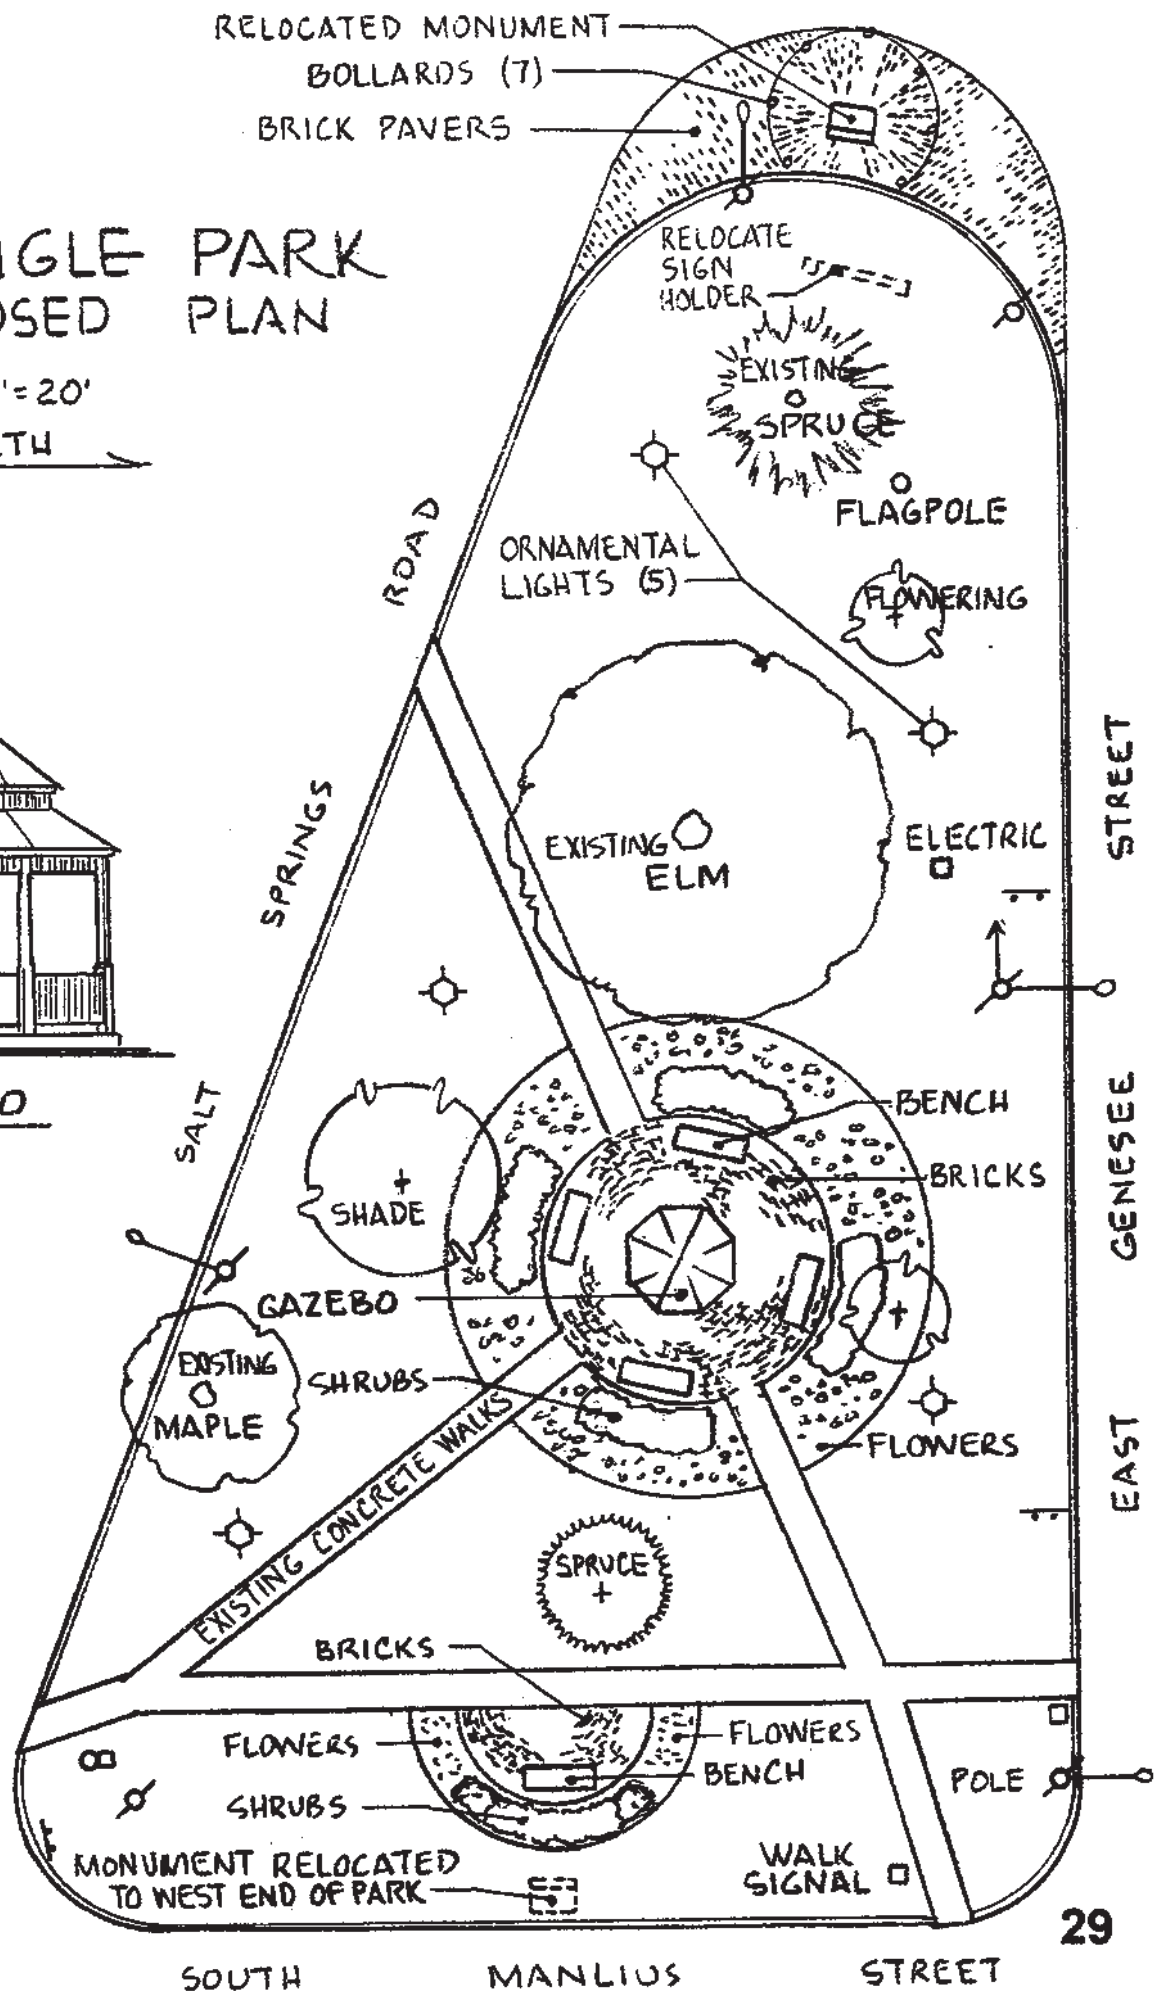 RELOCATED MONUMENT
BOLLARDS (7)
BRICK PAVERS
NGLE PARK
OSED PLAN
'=20'
TH
RELOCATE
SIGN
HOLDER
EXISTING
SPRUCE
FLAGPOLE
ORNAMENTAL
LIGHTS (5)
FLOWERING
EXISTING
ELM
ELECTRIC
SALT SPRINGS ROAD
EAST GENESEE STREET
O
BENCH
BRICKS
SHADE
GAZEBO
EXISTING
MAPLE
SHRUBS
FLOWERS
EXISTING CONCRETE WALKS
SPRUCE
BRICKS
FLOWERS
FLOWERS
BENCH
SHRUBS
POLE
MONUMENT RELOCATED
TO WEST END OF PARK
WALK
SIGNAL
29
SOUTH MANLIUS STREET